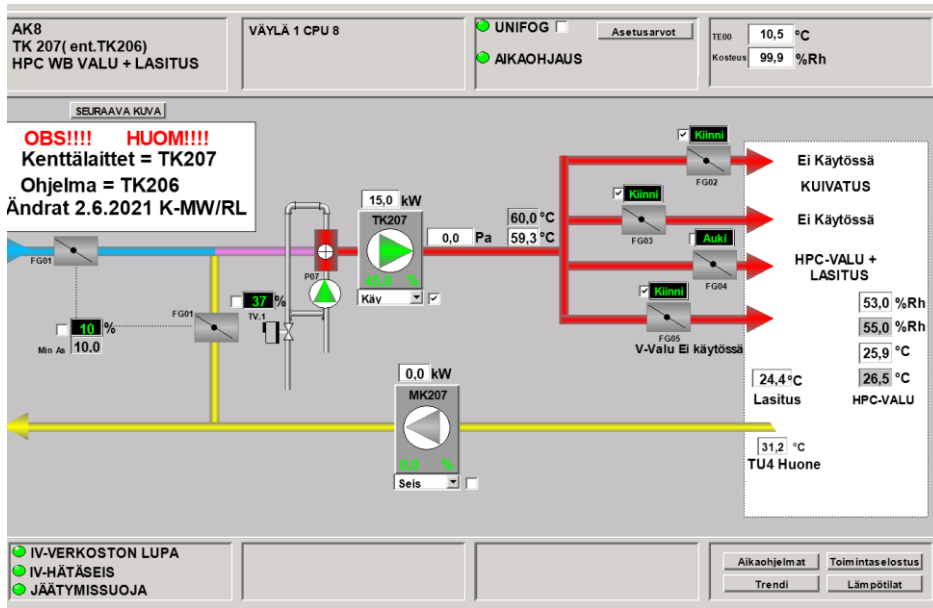 AK8
TK 207( ent.TK206)
HPC WB VALU + LASITUS
VÄYLÄ 1 CPU 8
UNIFOG
Asetusarvot
AIKAOHJAUS
TE00 10,5 °C
Kosteus 99,9 %Rh
SEURAAVA KUVA
OBS!!!! HUOM!!!!
Kenttälaittet = TK207
Ohjelma = TK206
Ändrat 2.6.2021 K-MW/RL
FG01
10 %
Min As 10.0
FG01
37 %
TV.1
P07
15,0 kW
TK207
45,0 %
Käy
0,0 Pa
60,0 °C
59,3 °C
Kiinni
FG02
Ei Käytössä
KUIVATUS
Kiinni
FG03
Ei Käytössä
Auki
FG04
HPC-VALU +
LASITUS
Kiinni
FG05
V-Valu Ei käytössä
53,0 %Rh
55,0 %Rh
25,9 °C
26,5 °C
HPC-VALU
24,4 °C
Lasitus
31,2 °C
TU4 Huone
0,0 kW
MK207
0,0 %
Seis
IV-VERKOSTON LUPA
IV-HÄTÄSEIS
JÄÄTYMISSUOJA
Aikaohjelmat Toimintaselostus
Trendi Lämpötilat